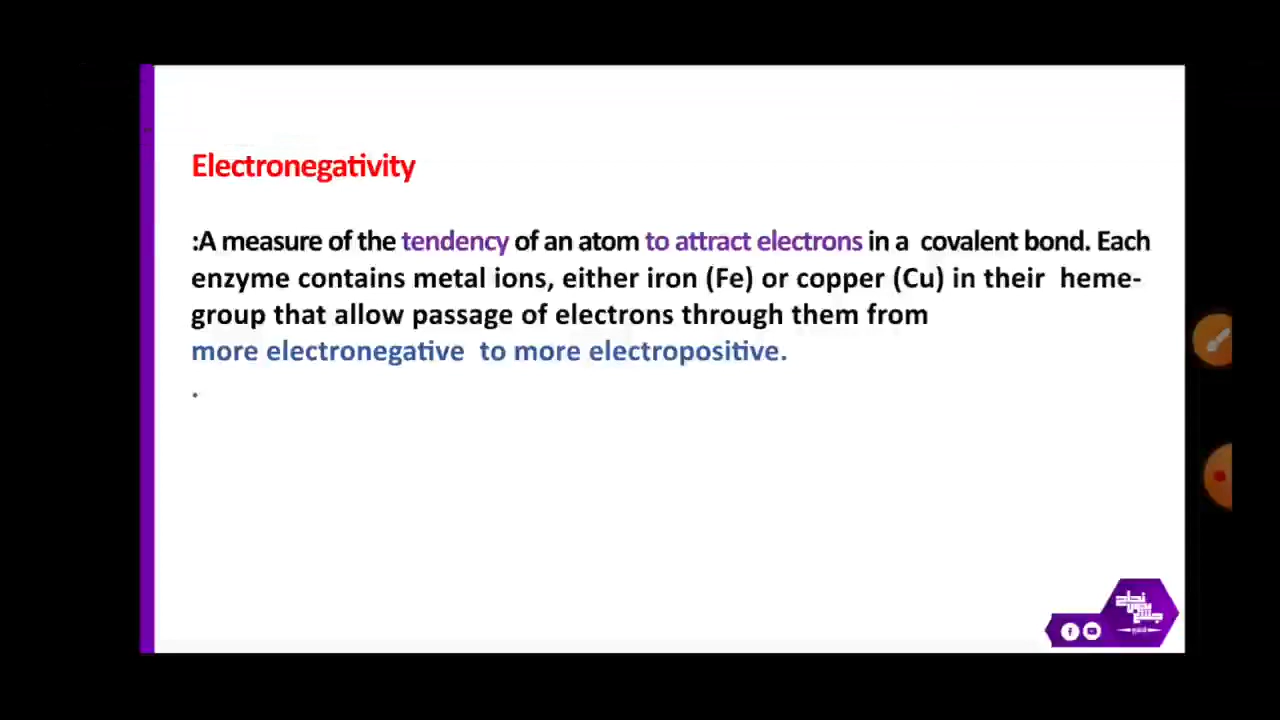 Electronegativity
:A measure of the tendency of an atom to attract electrons in a covalent bond. Each
enzyme contains metal ions, either iron (Fe) or copper (Cu) in their heme-
group that allow passage of electrons through them from
more electronegative to more electropositive.
.